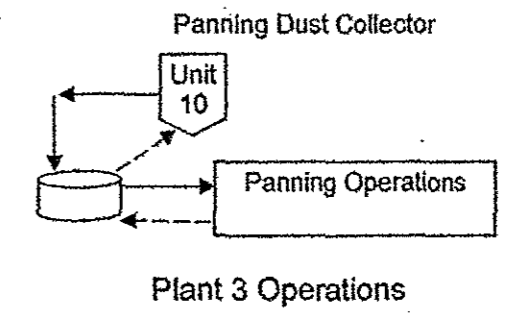 Panning Dust Collector
Unit
10
Panning Operations
Plant 3 Operations